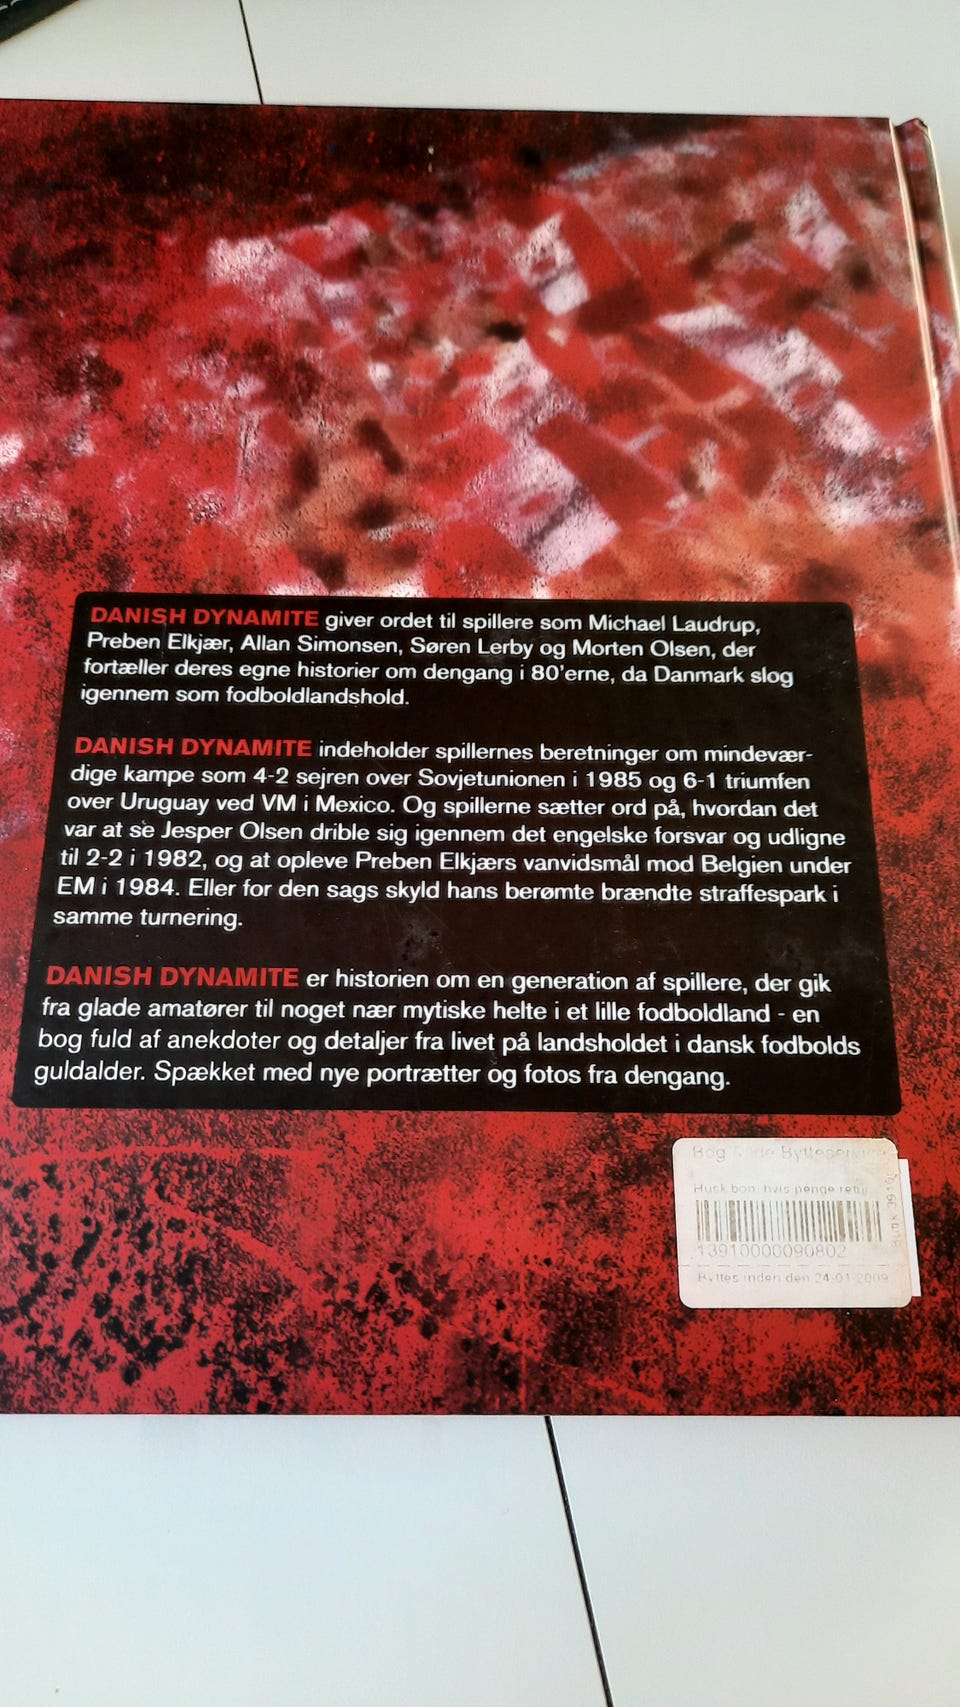 DANISH DYNAMITE giver ordet til spillere som Michael Laudrup,
Preben Elkjær, Allan Simonsen, Søren Lerby og Morten Olsen, der
fortæller deres egne historier om dengang i 80'erne, da Danmark slog
igennem som fodboldlandshold.
DANISH DYNAMITE indeholder spillernes beretninger om mindevær-
dige kampe som 4-2 sejren over Sovjetunionen i 1985 og 6-1 triumfen
over Uruguay ved VM i Mexico. Og spillerne sætter ord på, hvordan det
var at se Jesper Olsen drible sig igennem det engelske forsvar og udligne
til 2-2 i 1982, og at opleve Preben Elkjærs vanvidsmål mod Belgien under
EM i 1984. Eller for den sags skyld hans berømte brændte straffespark i
samme turnering.
DANISH DYNAMITE er historien om en generation af spillere, der gik
fra glade amatører til noget nær mytiske helte i et lille fodboldland - en
bog fuld af anekdoter og detaljer fra livet på landsholdet i dansk fodbolds
guldalder. Spækket med nye portrætter og fotos fra dengang.
Bog & Ide Bytteservice
Husk bon, hvis penge retur
13910000090802
Byttes inden den 24-01-2009